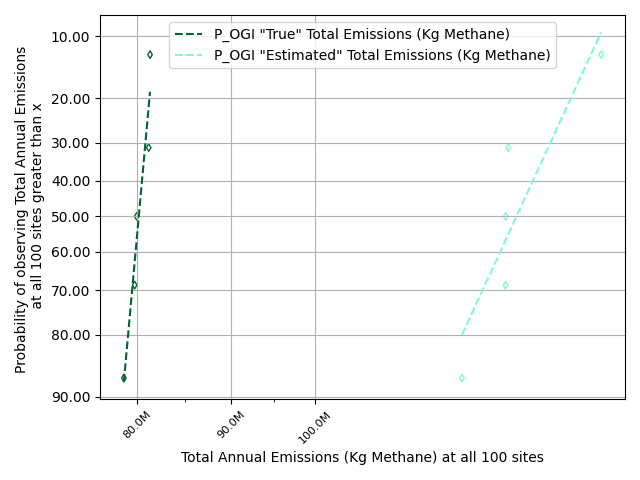 P_OGI "True" Total Emissions (Kg Methane)
P_OGI "Estimated" Total Emissions (Kg Methane)
Probability of observing Total Annual Emissions
at all 100 sites greater than x
10.00
20.00
30.00
40.00
50.00
60.00
70.00
80.00
90.00
80.0M
90.0M
100.0M
Total Annual Emissions (Kg Methane) at all 100 sites